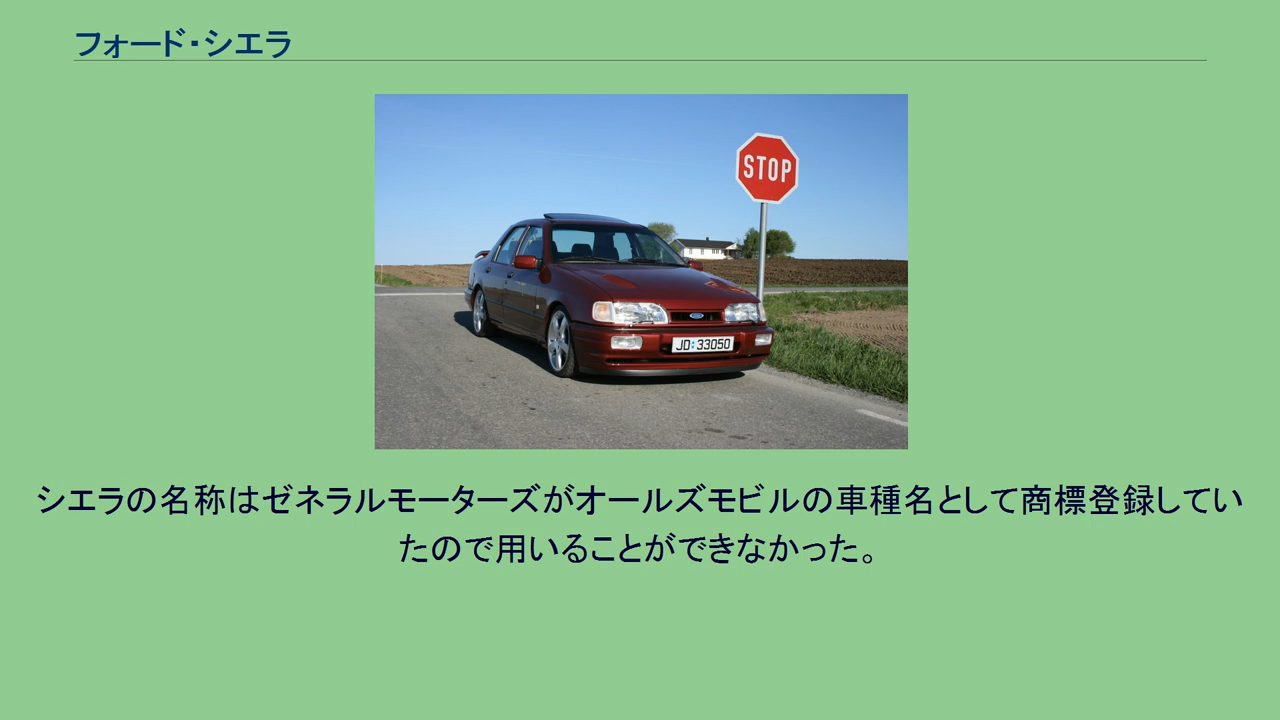 フォード・シエラ
STOP
JD 33050
シエラの名称はゼネラルモーターズがオールズモビルの車種名として商標登録してい
たので用いることができなかった。